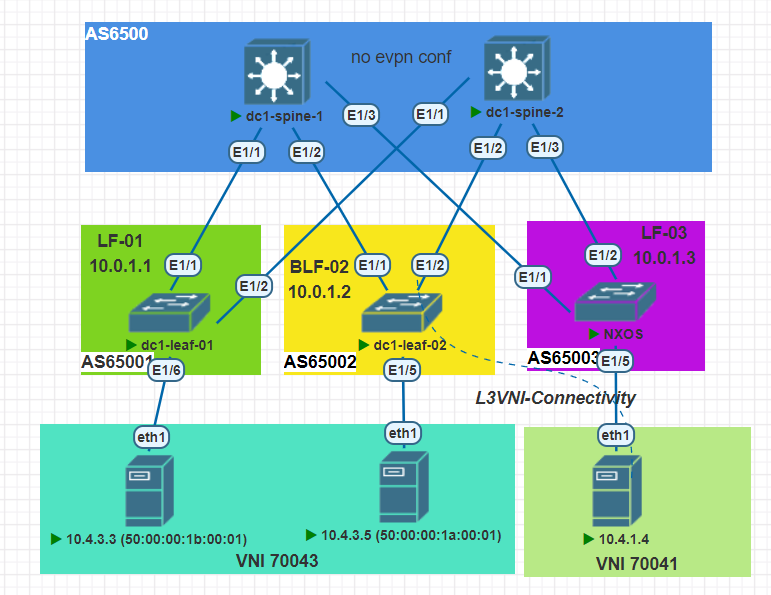 AS6500
no evpn conf
dc1-spine-1
dc1-spine-2
E1/3
E1/1
E1/1
E1/2
E1/2
E1/3
LF-01
10.0.1.1
E1/1
E1/2
BLF-02
10.0.1.2
E1/1
E1/2
LF-03
10.0.1.3
E1/2
E1/1
dc1-leaf-01
dc1-leaf-02
NXOS
AS65001
AS65002
AS65003
E1/6
E1/5
E1/5
L3VNI-Connectivity
eth1
eth1
eth1
10.4.3.3 (50:00:00:1b:00:01)
10.4.3.5 (50:00:00:1a:00:01)
10.4.1.4
VNI 70043
VNI 70041